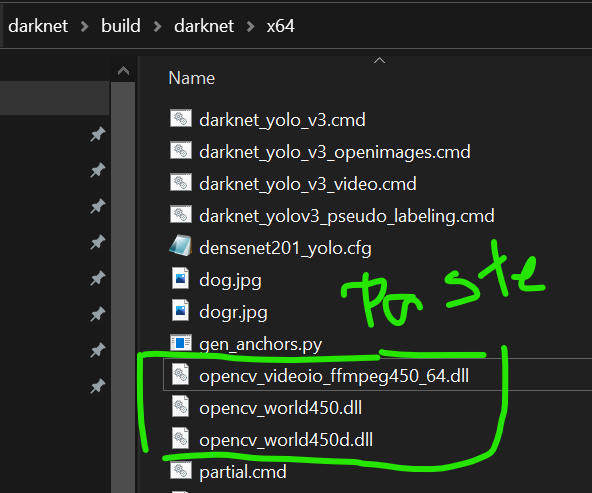 darknet > build > darknet > x64
Name
darknet_yolo_v3.cmd
darknet_yolo_v3_openimages.cmd
darknet_yolo_v3_video.cmd
darknet_yolov3_pseudo_labeling.cmd
densenet201_yolo.cfg
dog.jpg
Paste
dogr.jpg
gen_anchors.py
opencv_videoio_ffmpeg450_64.dll
opencv_world450.dll
opencv_world450d.dll
partial.cmd